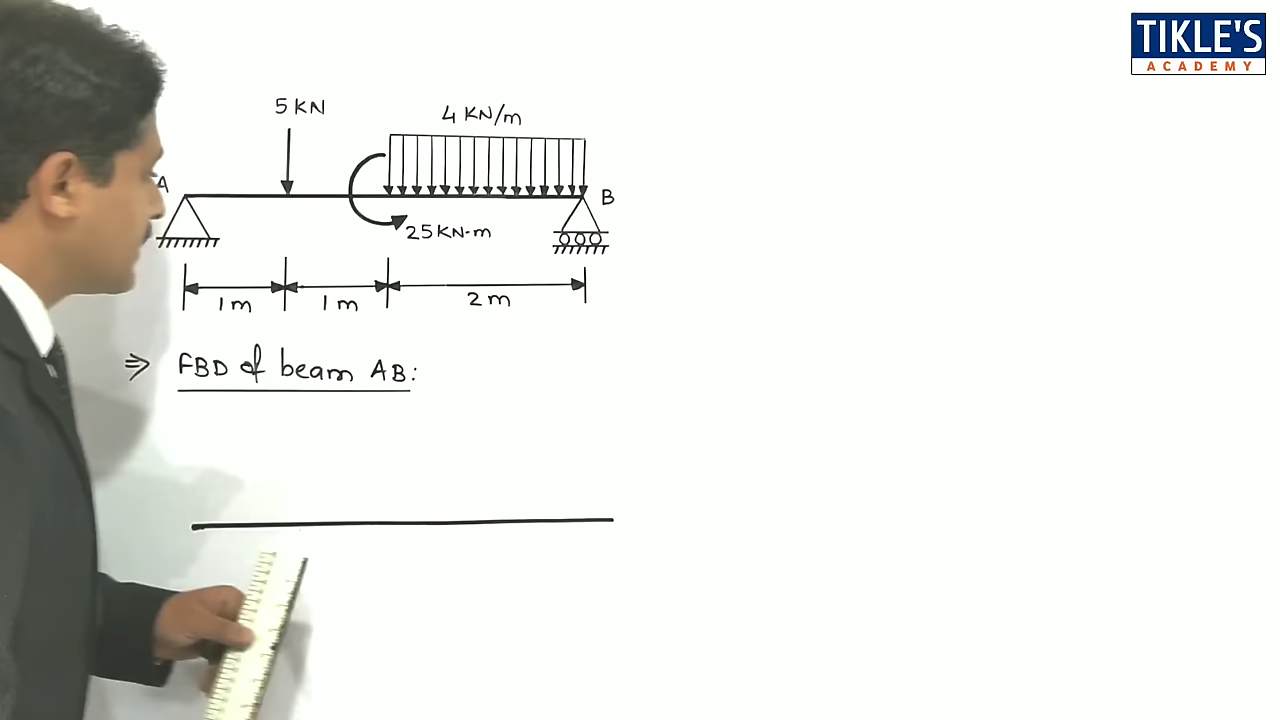 TIKLE'S
ACADEMY
5 KN
4 KN/m
A
B
25 KN-m
1 m
1 m
2 m
⇒ FBD of beam AB: